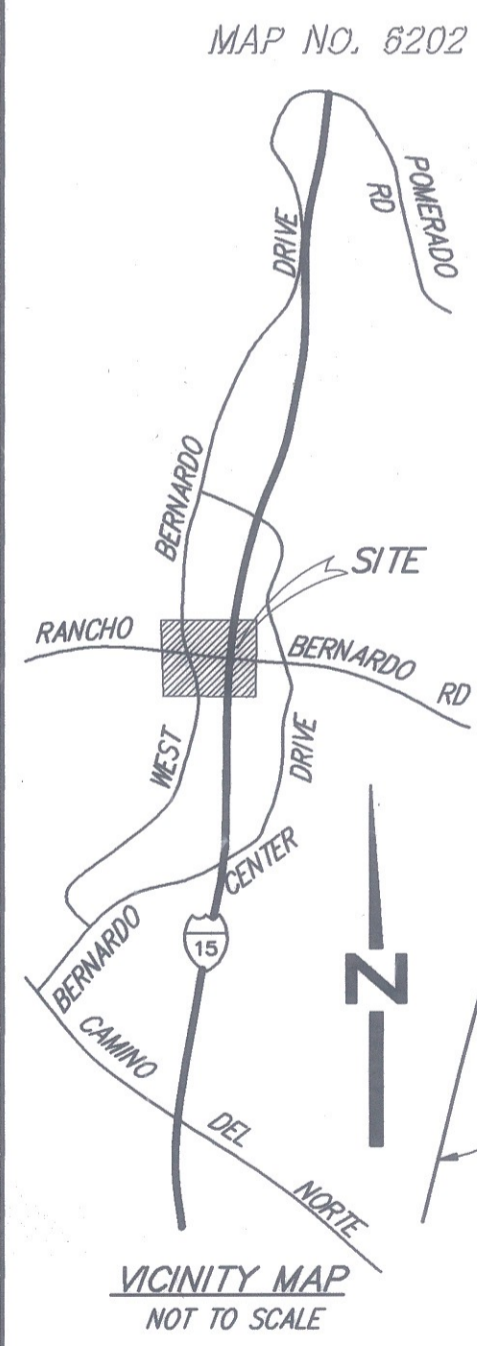 MAP NO. 6202
POMERADO
RD
DRIVE
BERNARDO
SITE
RANCHO
BERNARDO
RD
WEST
DRIVE
CENTER
15
BERNARDO
N
CAMINO
DEL
NORTE
VICINITY MAP
NOT TO SCALE